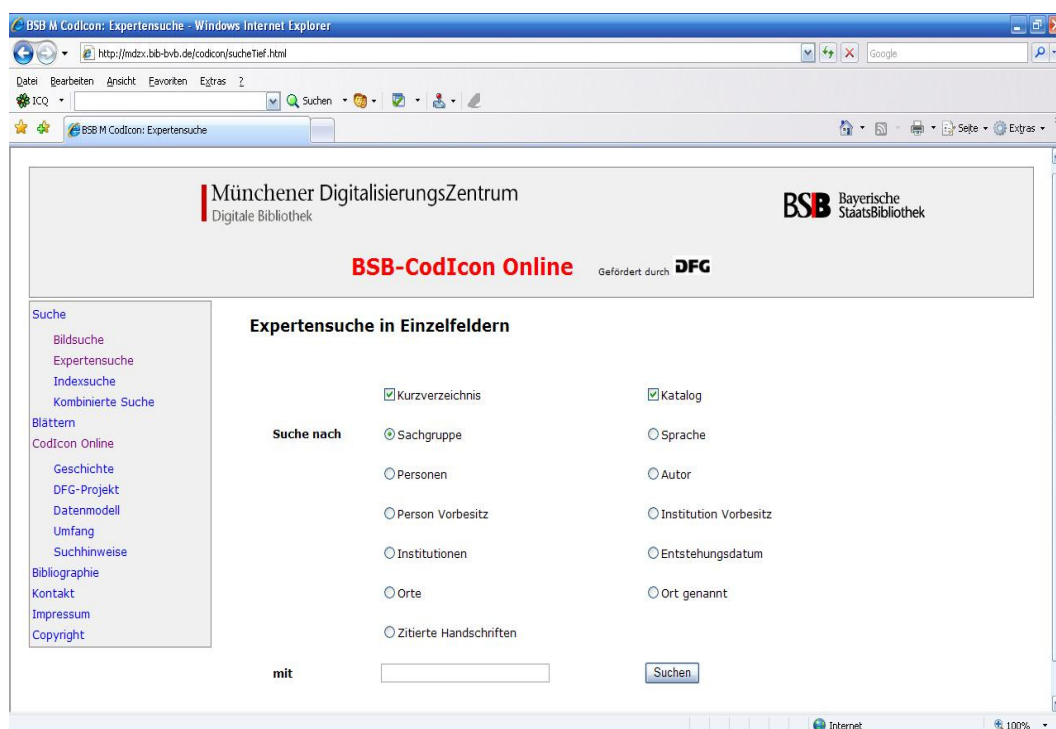 BSB M CodIcon: Expertensuche - Windows Internet Explorer
http://mdzx.bib-bvb.de/codicon/sucheTief.html
Google
Datei Bearbeiten Ansicht Favoriten Extras ?
ICQ Suchen
BSB M CodIcon: Expertensuche
Seite Extras
Münchener DigitalisierungsZentrum
Digitale Bibliothek
BSB Bayerische
StaatsBibliothek
BSB-CodIcon Online Gefördert durch DFG
Suche
Bildsuche
Expertensuche
Indexsuche
Kombinierte Suche
Blättern
CodIcon Online
Geschichte
DFG-Projekt
Datenmodell
Umfang
Suchhinweise
Bibliographie
Kontakt
Impressum
Copyright
Expertensuche in Einzelfeldern
Kurzverzeichnis Katalog
Suche nach Sachgruppe Sprache
Personen Autor
Person Vorbesitz Institution Vorbesitz
Institutionen Entstehungsdatum
Orte Ort genannt
Zitierte Handschriften
mit Suchen
Internet 100%